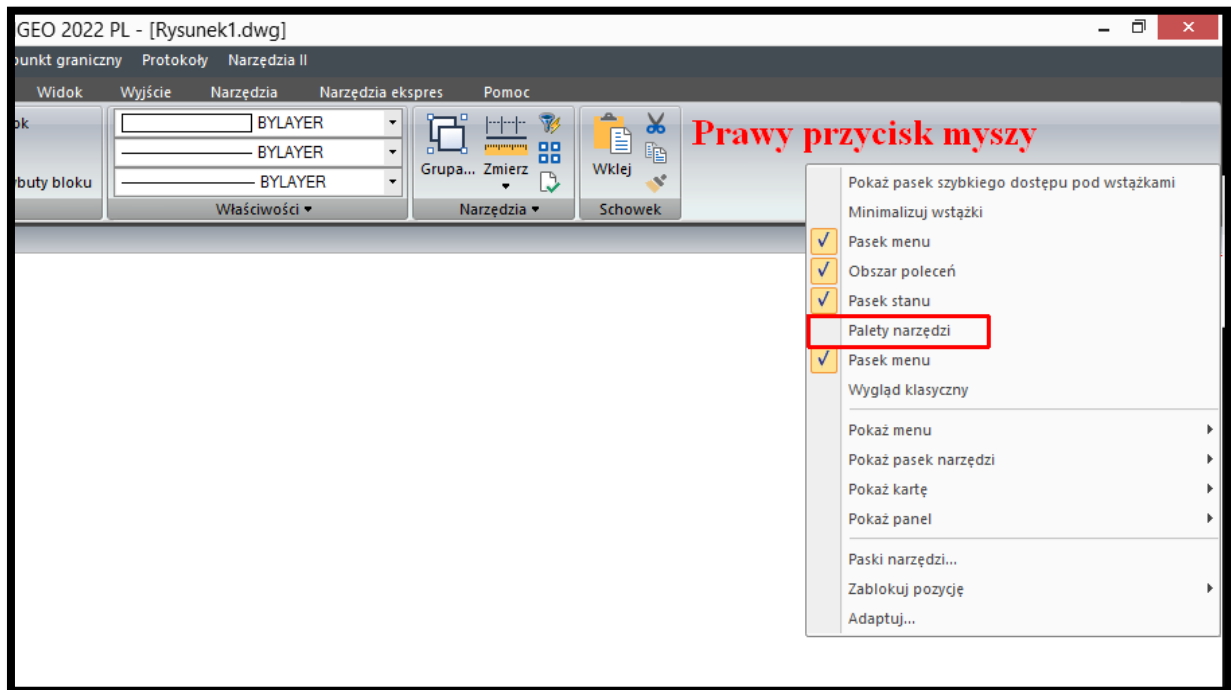 GEO 2022 PL - [Rysunek1.dwg]
punkt graniczny Protokoły Narzędzia II
Widok Wyjście Narzędzia Narzędzia ekspres Pomoc
BYLAYER
BYLAYER
BYLAYER
Właściwości
Grupa... Zmierz
Narzędzia
Wklej
Schowek
Prawy przycisk myszy
Pokaż pasek szybkiego dostępu pod wstążkami
Minimalizuj wstążki
Pasek menu
Obszar poleceń
Pasek stanu
Palety narzędzi
Pasek menu
Wygląd klasyczny
Pokaż menu
Pokaż pasek narzędzi
Pokaż kartę
Pokaż panel
Paski narzędzi...
Zablokuj pozycję
Adaptuj...